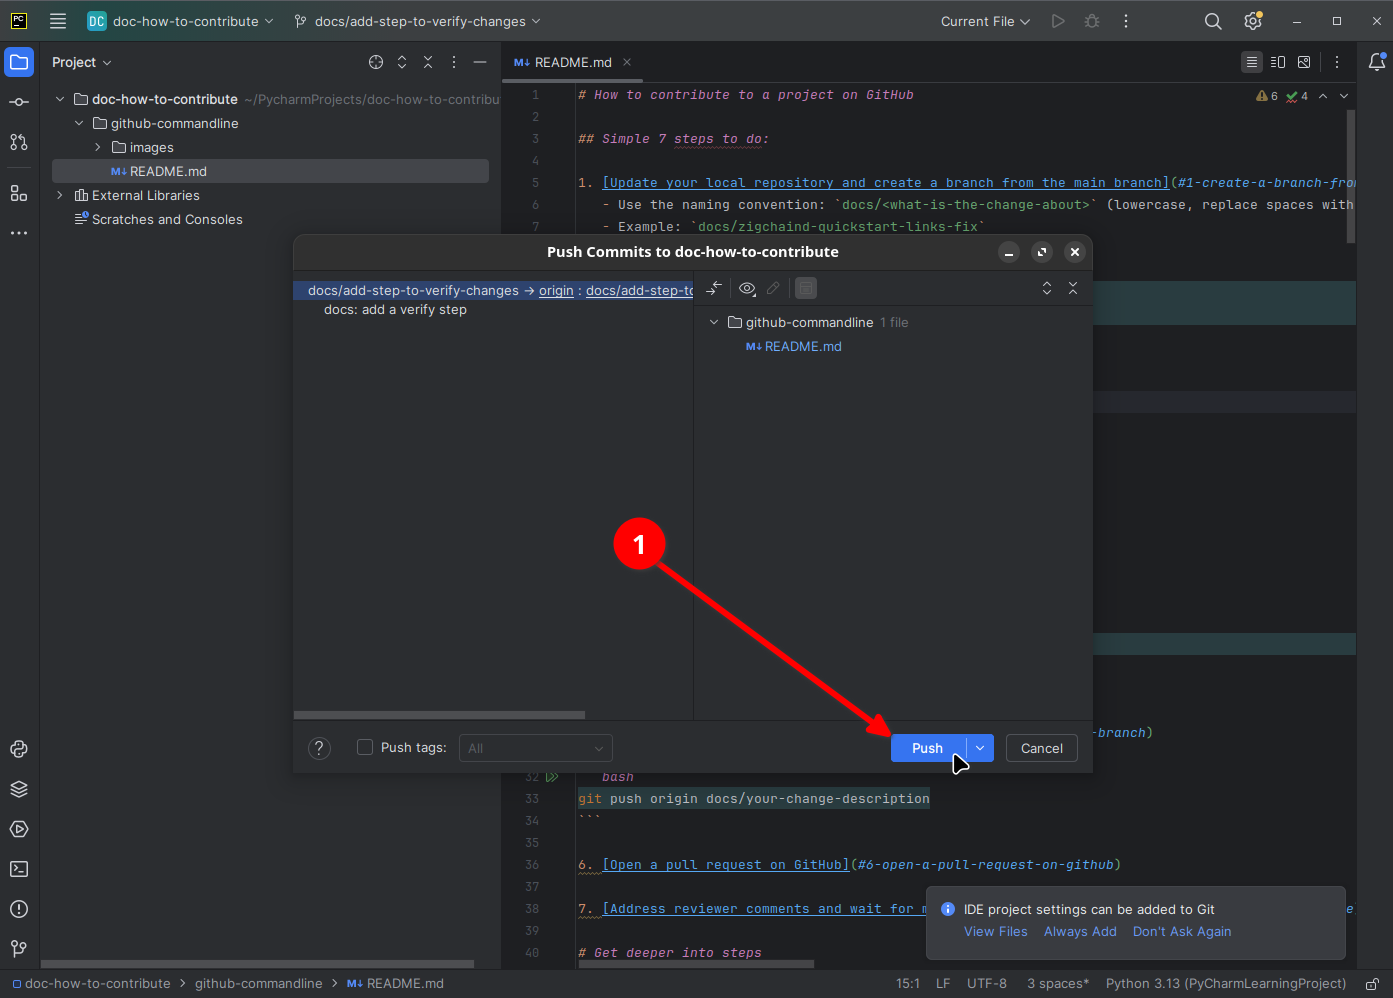 PC
DC doc-how-to-contribute docs/add-step-to-verify-changes Current File
Project
README.md
doc-how-to-contribute ~/PycharmProjects/doc-how-to-contribu
github-commandline
images
README.md
External Libraries
Scratches and Consoles
6 4
1 # How to contribute to a project on GitHub
2
3 ## Simple 7 steps to do:
4
5 1. [Update your local repository and create a branch from the main branch](#1-create-a-branch-fro
6 - Use the naming convention: `docs/<what-is-the-change-about>` (lowercase, replace spaces with
7 - Example: `docs/zigchaind-quickstart-links-fix`
Push Commits to doc-how-to-contribute
docs/add-step-to-verify-changes → origin : docs/add-step-to
docs: add a verify step
github-commandline 1 file
README.md
1
-branch)
? Push tags: All Push Cancel
32 bash
33 git push origin docs/your-change-description
34 ```
35
36 6. [Open a pull request on GitHub](#6-open-a-pull-request-on-github)
37
38 7. [Address reviewer comments and wait for
39
40 # Get deeper into steps
IDE project settings can be added to Git
View Files Always Add Don't Ask Again
doc-how-to-contribute > github-commandline > README.md 15:1 LF UTF-8 3 spaces* Python 3.13 (PyCharmLearningProject)